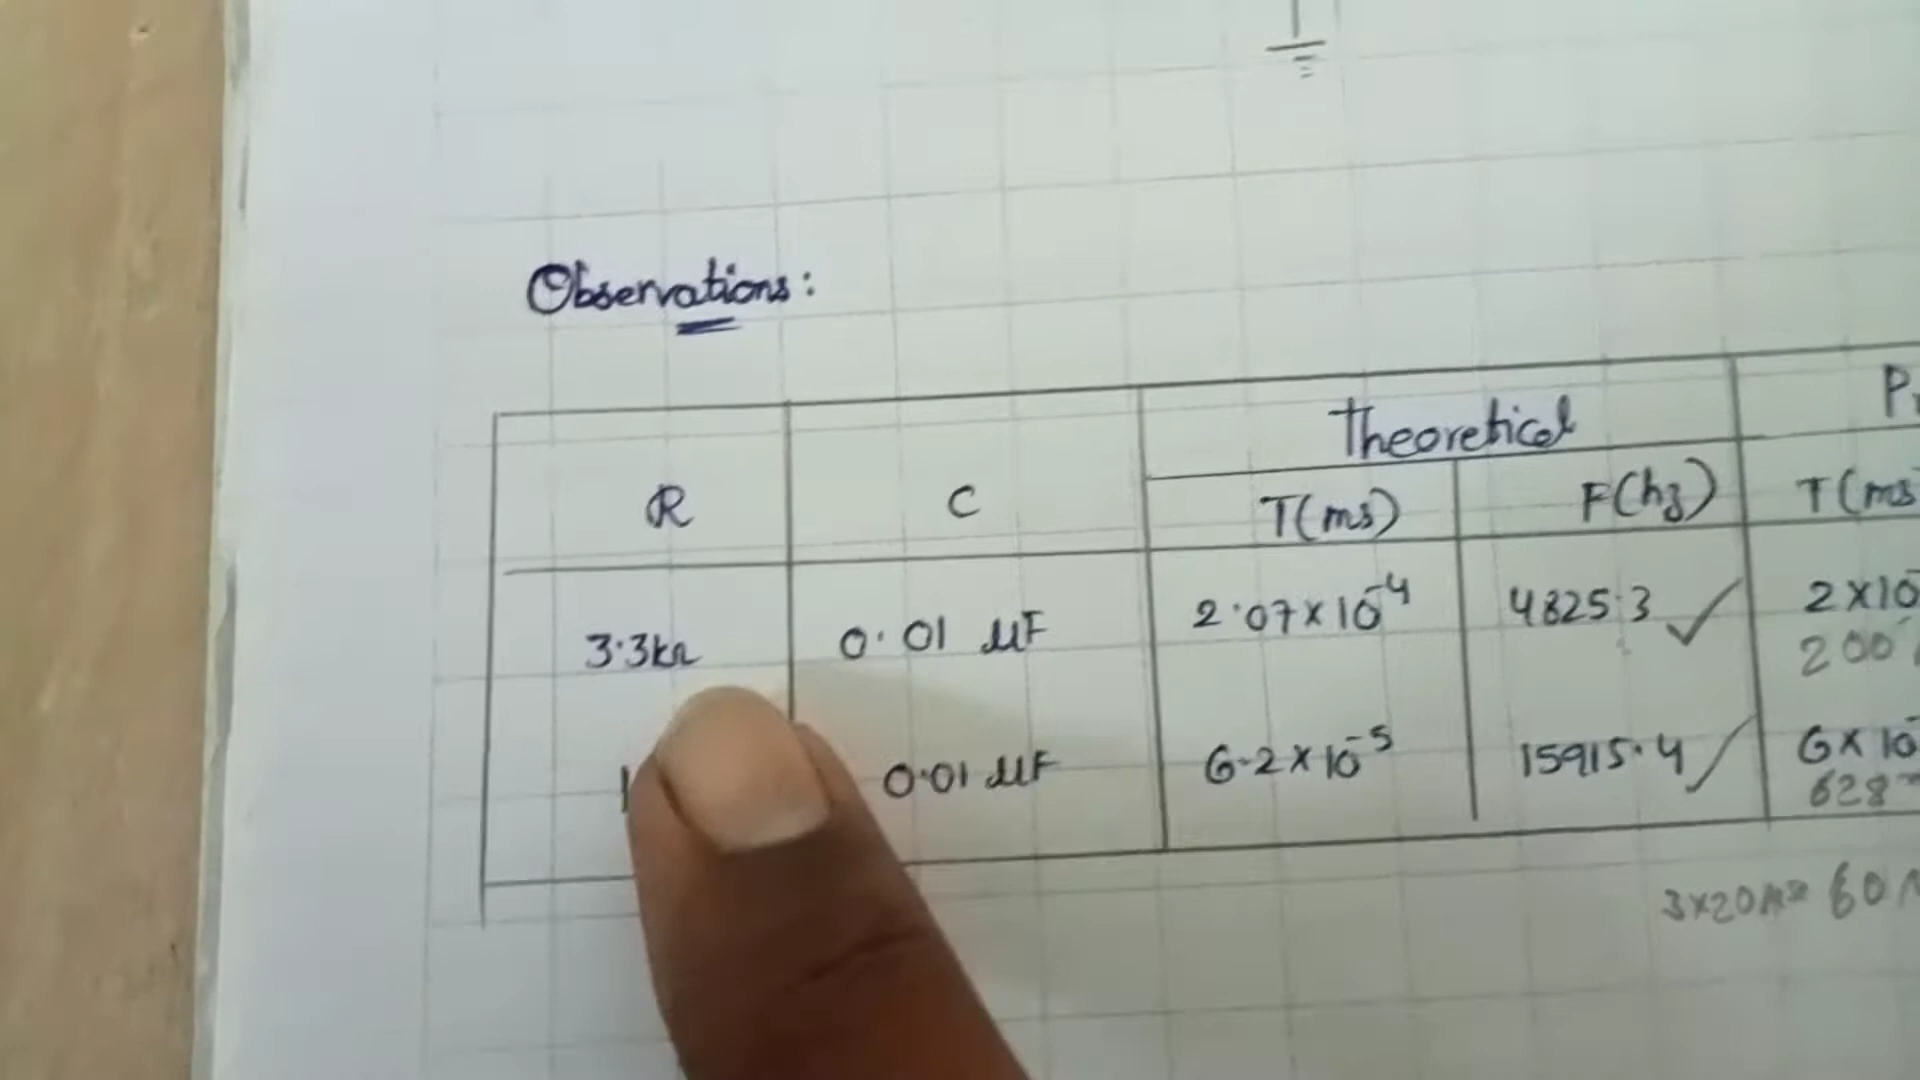 Observations:
Theoretical
R C T(ms) F(hz) T(ms
3.3kΩ 0.01 µF 2.07×10⁻⁴ 4825.3 ✓ 2×10
200
0.01 µF 6.2×10⁻⁵ 15915.4 ✓ 6×10⁻
628
3×20µs= 60